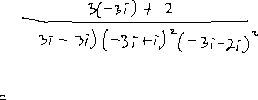 3(-3i) + 2
3i - 3i) (-3i+i)² (-3i-2i)²
=